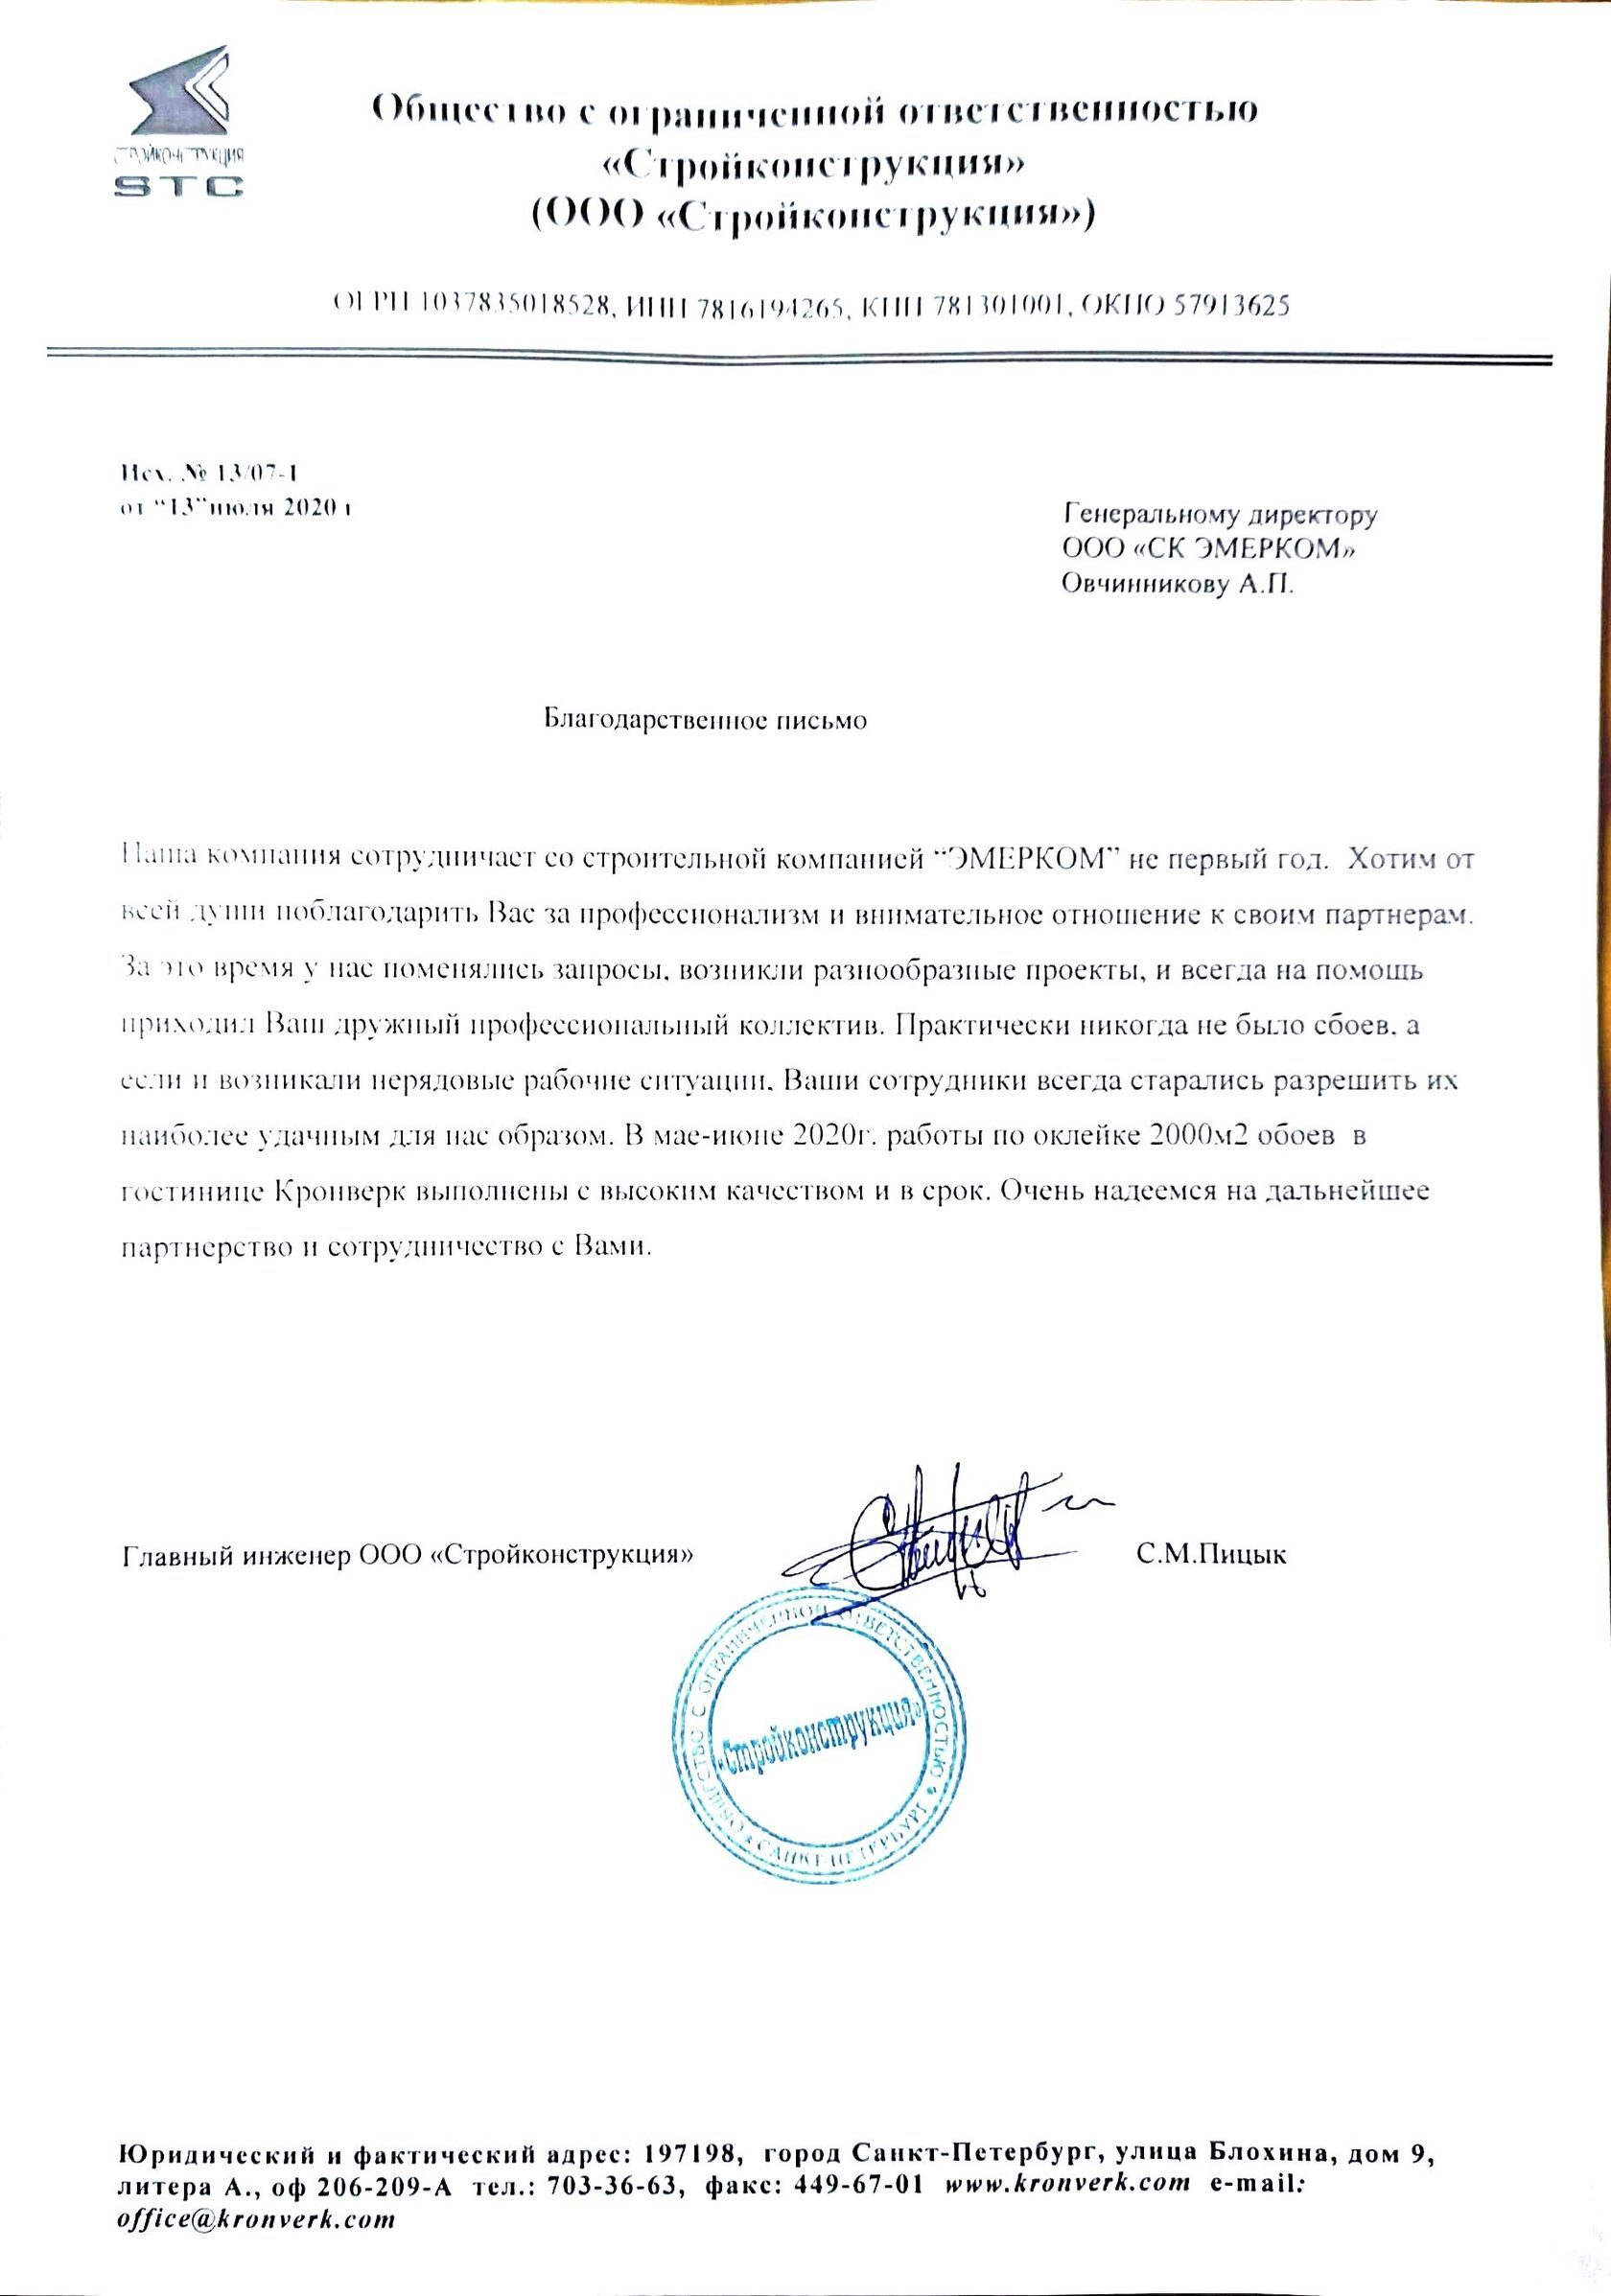 СТРОЙКОНСТРУКЦИЯ
STC
Общество с ограниченной ответственностью
«Стройконструкция»
(ООО «Стройконструкция»)
ОГРН 1037835018528, ИНН 7816194265, КПП 781301001, ОКПО 57913625
Исх. № 13/07-1
от “13”июля 2020 г
Генеральному директору
ООО «СК ЭМЕРКОМ»
Овчинникову А.П.
Благодарственное письмо
Наша компания сотрудничает со строительной компанией “ЭМЕРКОМ” не первый год. Хотим от
всей души поблагодарить Вас за профессионализм и внимательное отношение к своим партнерам.
За это время у нас поменялись запросы, возникли разнообразные проекты, и всегда на помощь
приходил Ваш дружный профессиональный коллектив. Практически никогда не было сбоев, а
если и возникали нерядовые рабочие ситуации, Ваши сотрудники всегда старались разрешить их
наиболее удачным для нас образом. В мае-июне 2020г. работы по оклейке 2000м2 обоев в
гостинице Кронверк выполнены с высоким качеством и в срок. Очень надеемся на дальнейшее
партнерство и сотрудничество с Вами.
Главный инженер ООО «Стройконструкция» С.М.Пицык
ОБЩЕСТВО С ОГРАНИЧЕННОЙ ОТВЕТСТВЕННОСТЬЮ * САНКТ-ПЕТЕРБУРГ *
«Стройконструкция»
Юридический и фактический адрес: 197198, город Санкт-Петербург, улица Блохина, дом 9,
литера А., оф 206-209-А тел.: 703-36-63, факс: 449-67-01 www.kronverk.com e-mail:
office@kronverk.com